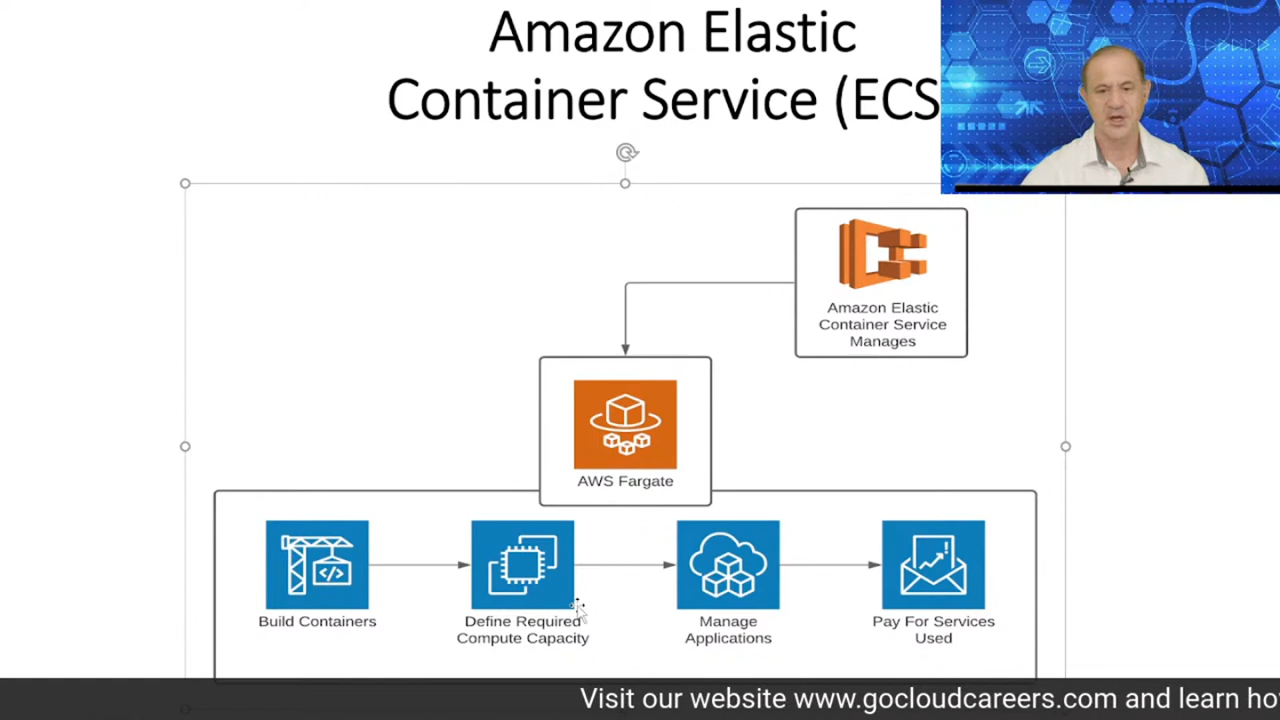 Amazon Elastic
Container Service (ECS
Amazon Elastic
Container Service
Manages
AWS Fargate
Build Containers
Define Required
Compute Capacity
Manage
Applications
Pay For Services
Used
Visit our website www.gocloudcareers.com and learn ho